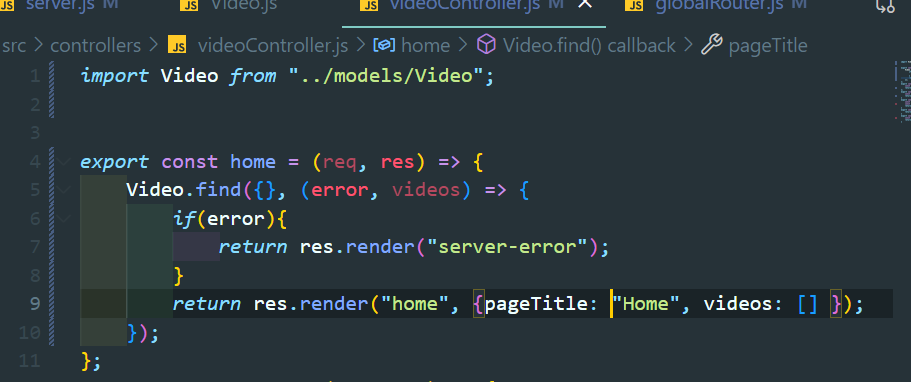 JS server.js M JS Video.js JS videoController.js M × JS globalRouter.js M
src > controllers > JS videoController.js > home > Video.find() callback > pageTitle
1 import Video from "../models/Video";
2
3
4 export const home = (req, res) => {
5 Video.find({}, (error, videos) => {
6 if(error){
7 return res.render("server-error");
8 }
9 return res.render("home", {pageTitle: "Home", videos: [] });
10 });
11 };